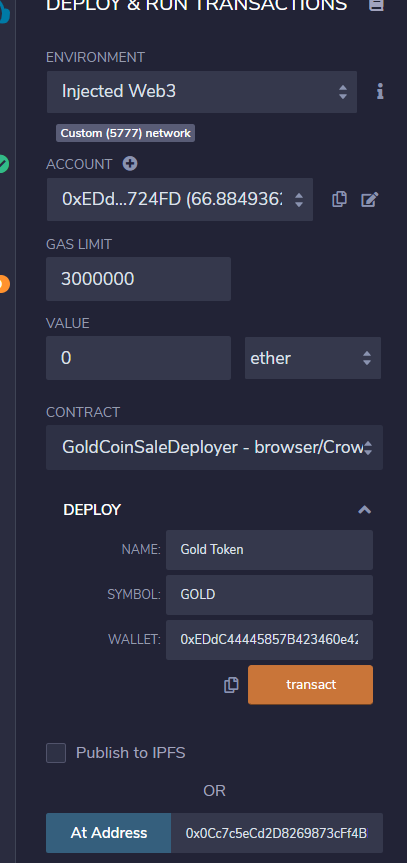 DEPLOY & RUN TRANSACTIONS
ENVIRONMENT
Injected Web3
Custom (5777) network
ACCOUNT
0xEDd...724FD (66.8849362
GAS LIMIT
3000000
VALUE
0 ether
CONTRACT
GoldCoinSaleDeployer - browser/Crow
DEPLOY
NAME: Gold Token
SYMBOL: GOLD
WALLET: 0xEDdC44445857B423460e42
transact
Publish to IPFS
OR
At Address 0x0Cc7c5eCd2D8269873cFf4B